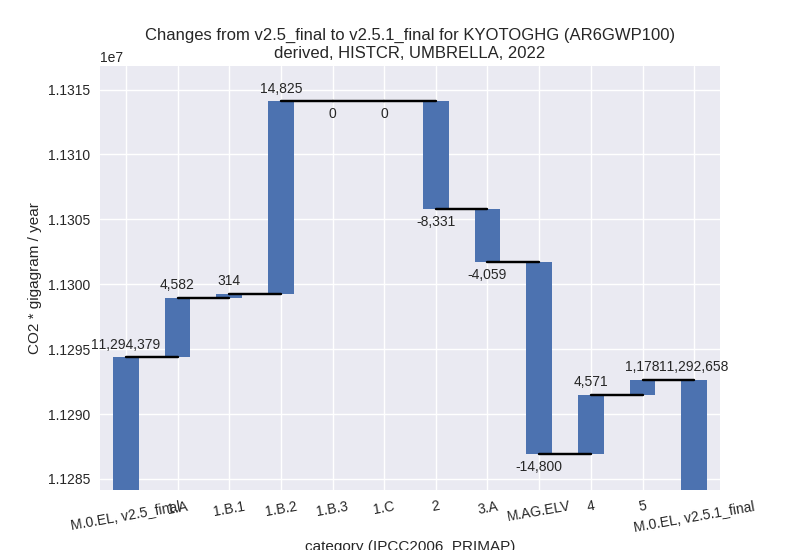 Changes from v2.5_final to v2.5.1_final for KYOTOGHG (AR6GWP100)
derived, HISTCR, UMBRELLA, 2022
1e7
1.1315
1.1310
1.1305
1.1300
1.1295
1.1290
1.1285
CO2 * gigagram / year
11,294,379
4,582
314
14,825
0
0
-8,331
-4,059
-14,800
4,571
1,178
11,292,658
M.0.EL, v2.5_final
1.A
1.B.1
1.B.2
1.B.3
1.C
2
3.A
M.AG.ELV
4
5
M.0.EL, v2.5.1_final
category (IPCC2006_PRIMAP)